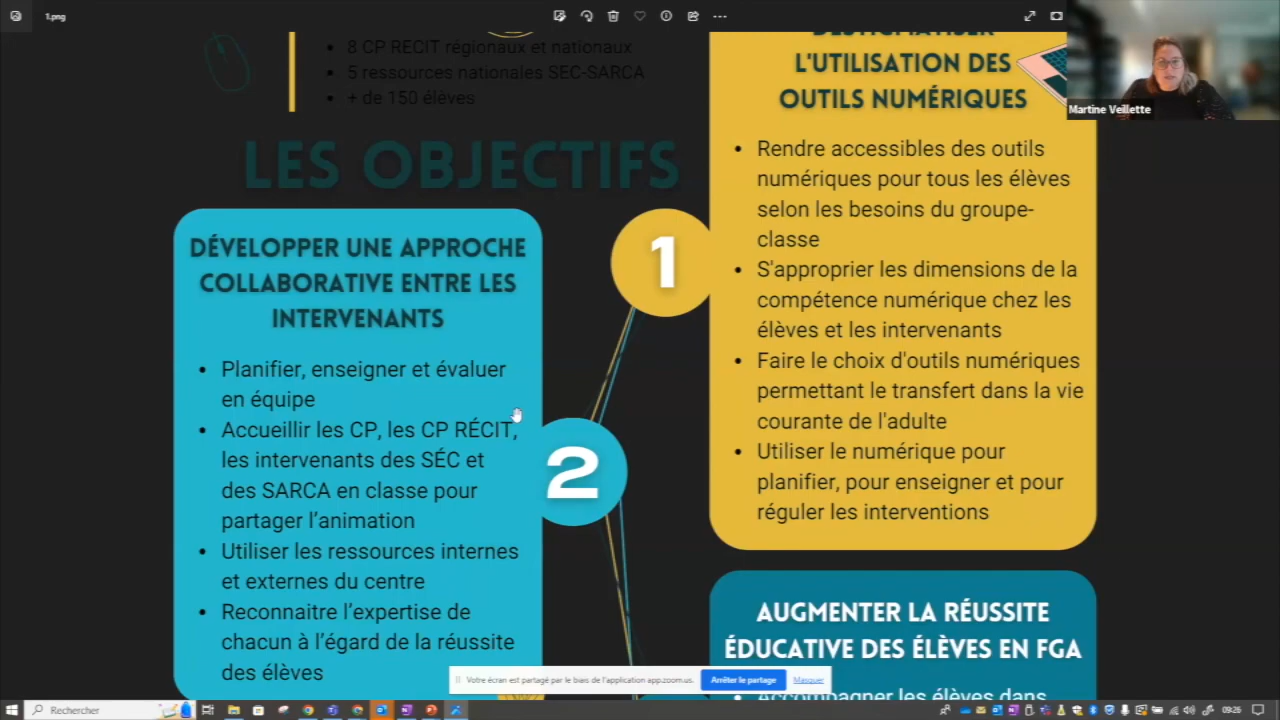 1.png
8 CP RECIT régionaux et nationaux
5 ressources nationales SEC-SARCA
+ de 150 élèves
LES OBJECTIFS
DÉVELOPPER UNE APPROCHE
COLLABORATIVE ENTRE LES
INTERVENANTS
Planifier, enseigner et évaluer
en équipe
Accueillir les CP, les CP RÉCIT,
les intervenants des SÉC et
des SARCA en classe pour
partager l'animation
Utiliser les ressources internes
et externes du centre
Reconnaitre l'expertise de
chacun à l'égard de la réussite
des élèves
1
2
DÉSTIGMATISER
L'UTILISATION DES
OUTILS NUMÉRIQUES
Rendre accessibles des outils
numériques pour tous les élèves
selon les besoins du groupe-
classe
S'approprier les dimensions de la
compétence numérique chez les
élèves et les intervenants
Faire le choix d'outils numériques
permettant le transfert dans la vie
courante de l'adulte
Utiliser le numérique pour
planifier, pour enseigner et pour
réguler les interventions
AUGMENTER LA RÉUSSITE
ÉDUCATIVE DES ÉLÈVES EN FGA
Accompagner les élèves dans
Martine Veillette
Votre écran est partagé par le biais de l'application app.zoom.us.
Arrêter le partage
Masquer
Rechercher
09:26